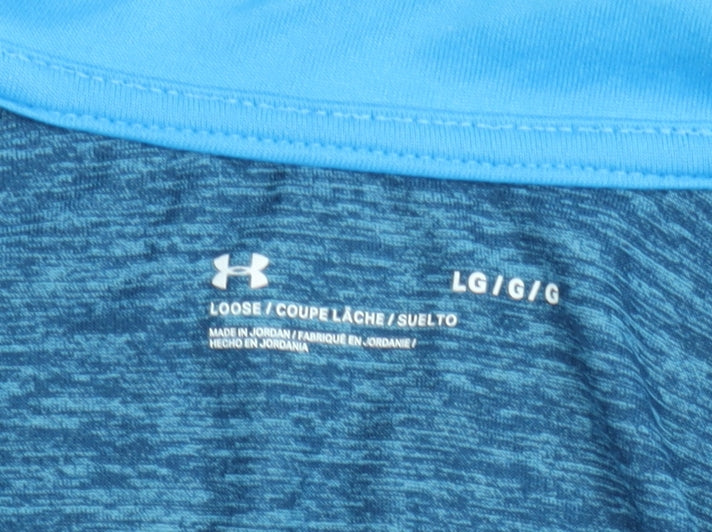 LG / G / G
LOOSE / COUPE LÂCHE / SUELTO
MADE IN JORDAN / FABRIQUÉ EN JORDANIE /
HECHO EN JORDANIA